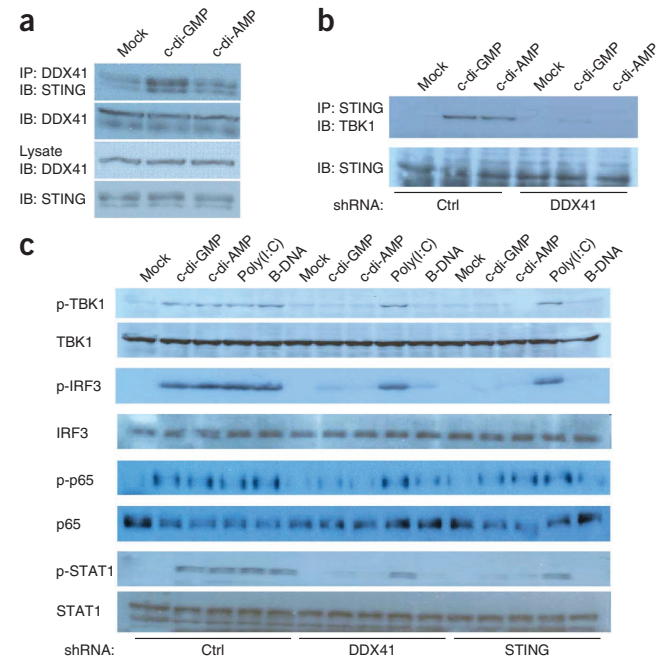 a
Mock c-di-GMP c-di-AMP
IP: DDX41
IB: STING
IB: DDX41
Lysate
IB: DDX41
IB: STING
b
Mock c-di-GMP c-di-AMP Mock c-di-GMP c-di-AMP
IP: STING
IB: TBK1
IB: STING
shRNA: Ctrl DDX41
c
Mock c-di-GMP c-di-AMP Poly(I:C) B-DNA Mock c-di-GMP c-di-AMP Poly(I:C) B-DNA Mock c-di-GMP c-di-AMP Poly(I:C) B-DNA
p-TBK1
TBK1
p-IRF3
IRF3
p-p65
p65
p-STAT1
STAT1
shRNA: Ctrl DDX41 STING